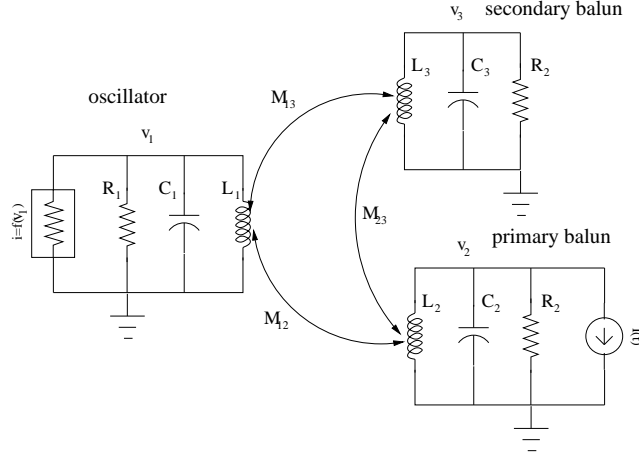 v3 secondary balun
L3 C3 R2
M13
oscillator
v1
i=f(v1) R1 C1 L1
M23
v2 primary balun
M12
L2 C2 R2
I(t)